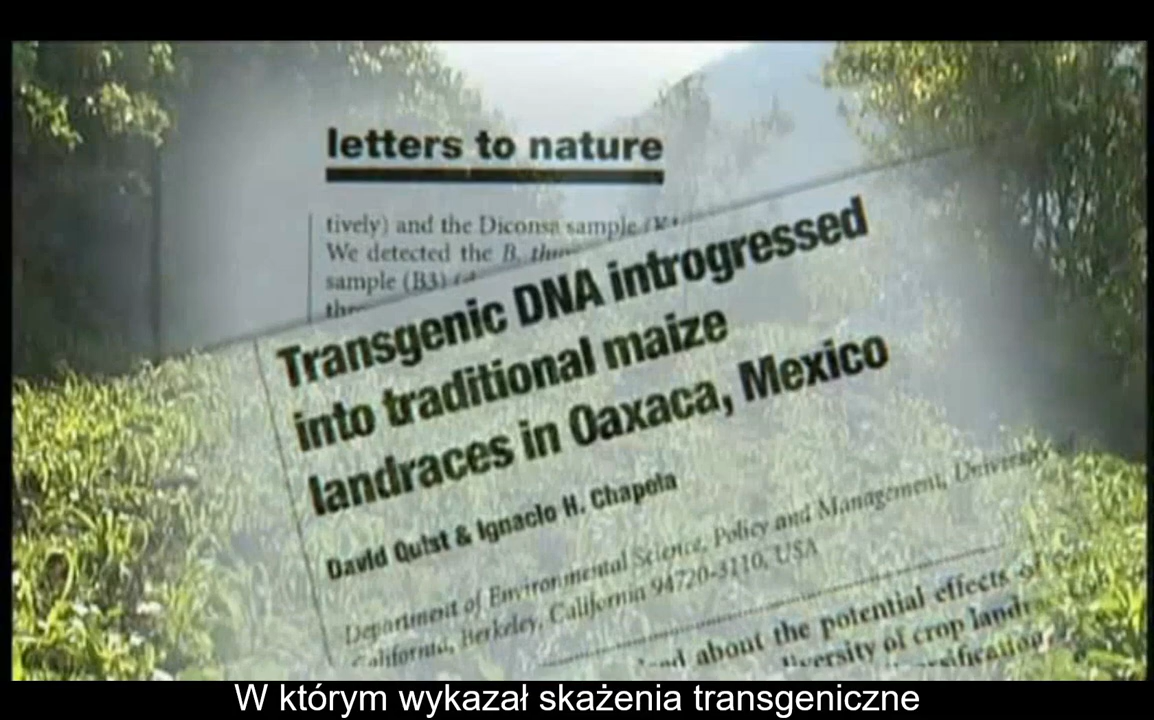 letters to nature
tively) and the Diconsa sample
We detected the B.
sample (B3)
Transgenic DNA introgressed
into traditional maize
landraces in Oaxaca, Mexico
David Quist & Ignacio H. Chapela
Department of Environmental Science, Policy and Management, University
California, Berkeley, California 94720-3110, USA
about the potential effects of
diversity of crop
W którym wykazał skażenia transgeniczne